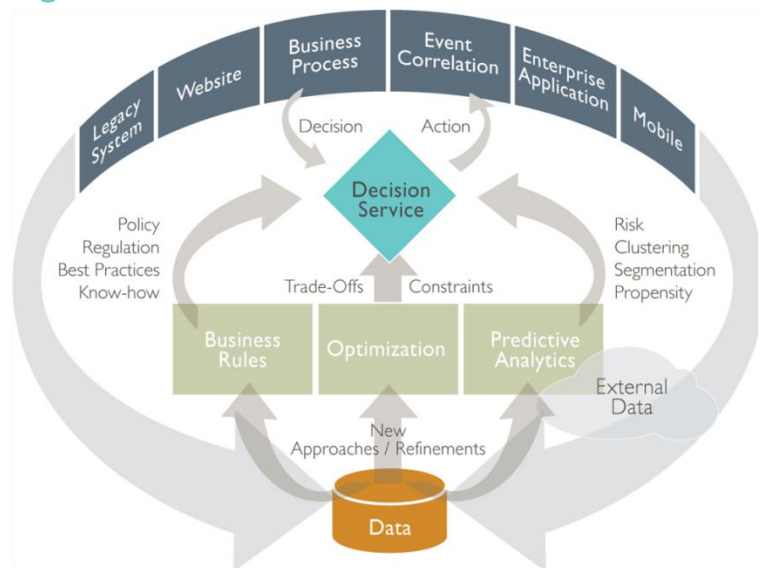 Legacy
System
Website
Business
Process
Event
Correlation
Enterprise
Application
Mobile
Decision
Action
Decision
Service
Policy
Regulation
Best Practices
Know-how
Risk
Clustering
Segmentation
Propensity
Trade-Offs
Constraints
Business
Rules
Optimization
Predictive
Analytics
External
Data
New
Approaches / Refinements
Data